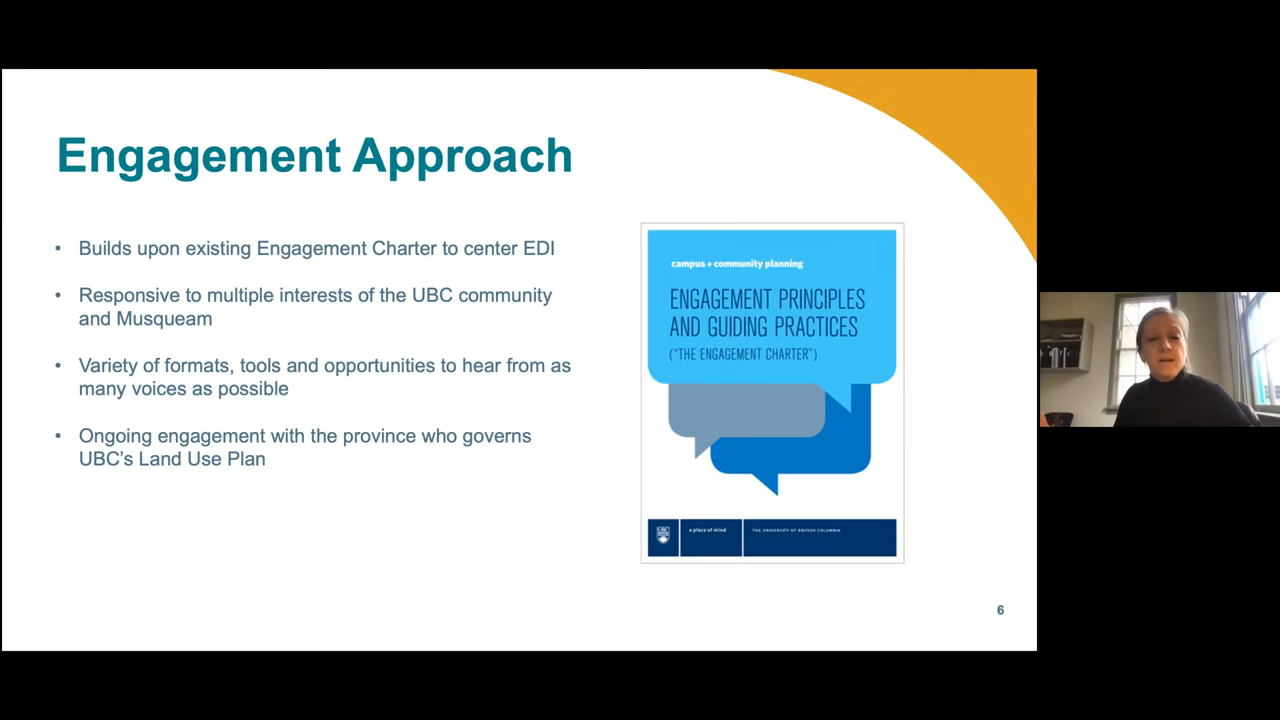 Engagement Approach
• Builds upon existing Engagement Charter to center EDI
• Responsive to multiple interests of the UBC community
and Musqueam
• Variety of formats, tools and opportunities to hear from as
many voices as possible
• Ongoing engagement with the province who governs
UBC's Land Use Plan
campus + community planning
ENGAGEMENT PRINCIPLES
AND GUIDING PRACTICES
("THE ENGAGEMENT CHARTER")
UBC
a place of mind
THE UNIVERSITY OF BRITISH COLUMBIA
6